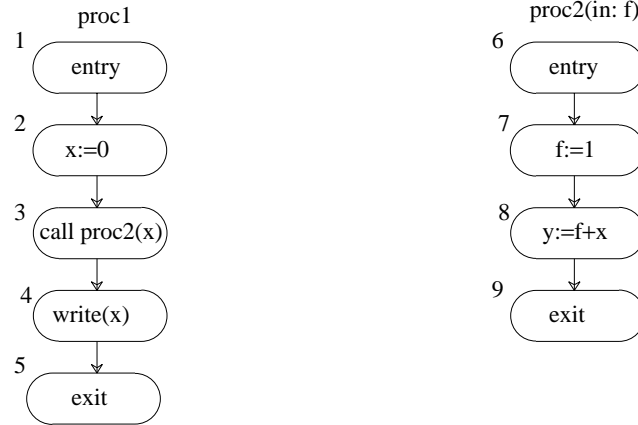 proc1
1
entry
2
x:=0
3
call proc2(x)
4
write(x)
5
exit
proc2(in: f)
6
entry
7
f:=1
8
y:=f+x
9
exit